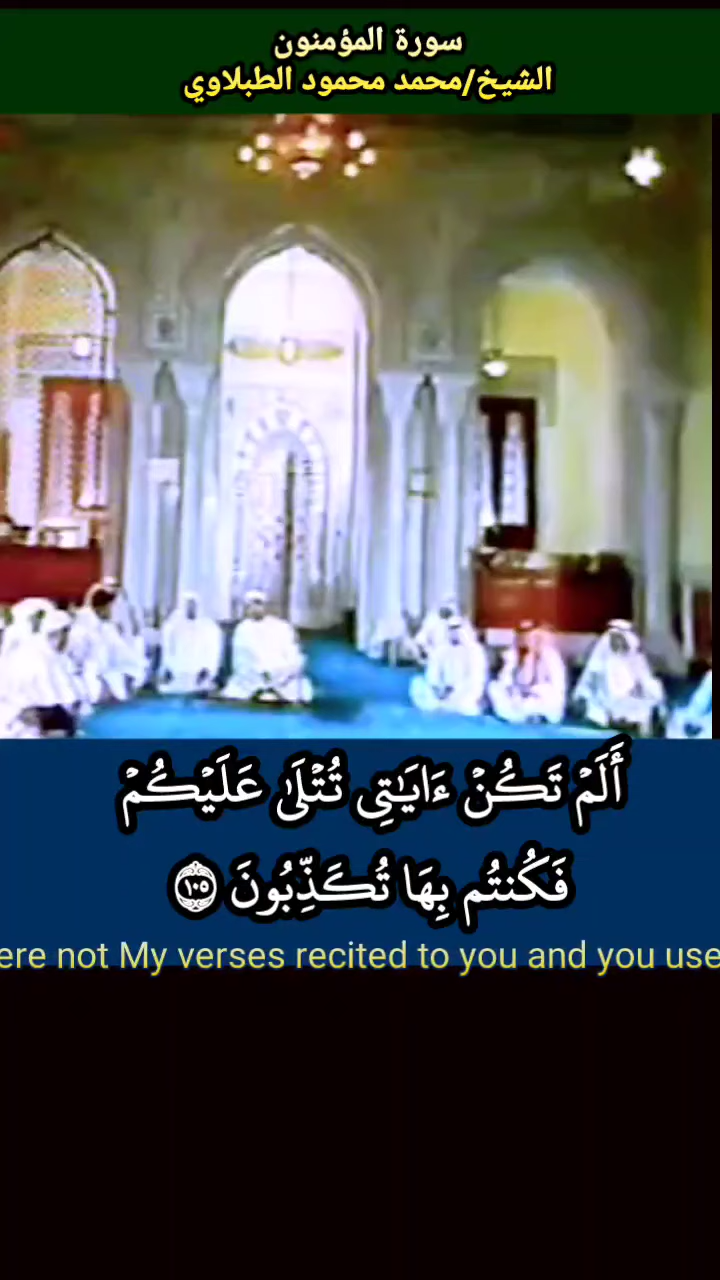 سورة المؤمنون
الشيخ/محمد محمود الطبلاوي
أَلَمۡ تَكُنۡ ءَايَٰتِي تُتۡلَىٰ عَلَيۡكُمۡ
فَكُنتُم بِهَا تُكَذِّبُونَ ١٠٥
ere not My verses recited to you and you use